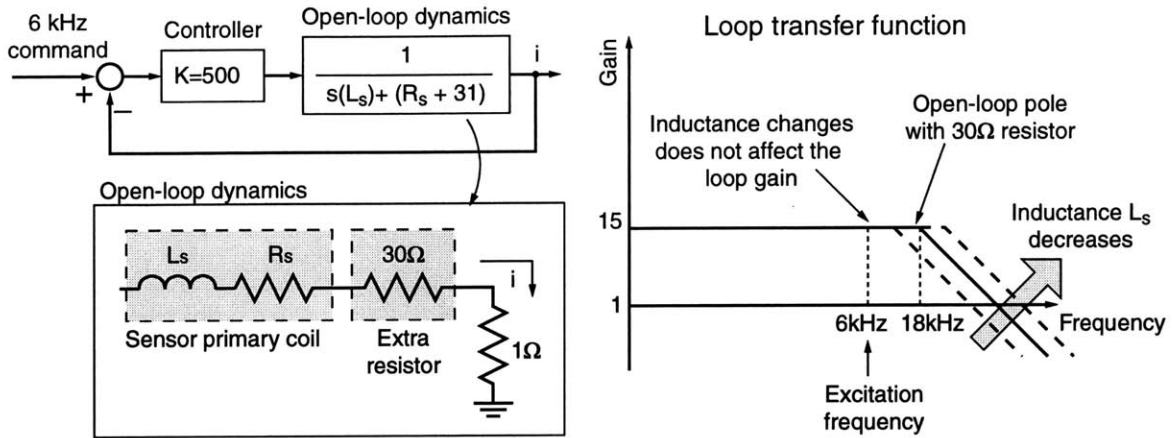 Open-loop dynamics
6 kHz
command
Controller
K=500
1
s(Ls)+ (Rs + 31)
i
+
−
Open-loop dynamics
Ls
Rs
30Ω
i
Sensor primary coil
Extra
resistor
1Ω
Loop transfer function
Gain
Open-loop pole
with 30Ω resistor
Inductance changes
does not affect the
loop gain
15
Inductance Ls
decreases
1
6kHz
18kHz
Frequency
Excitation
frequency